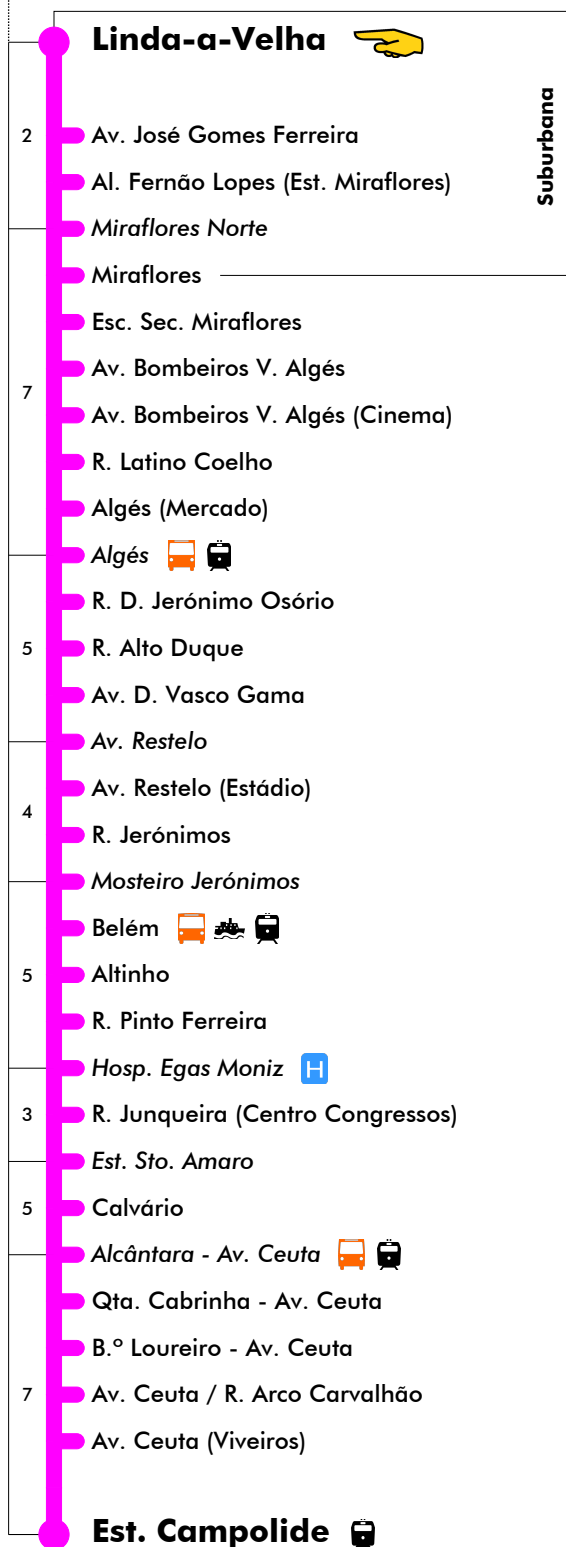 Linda-a-Velha
Suburbana
2
Av. José Gomes Ferreira
Al. Fernão Lopes (Est. Miraflores)
Miraflores Norte
Miraflores
Esc. Sec. Miraflores
Av. Bombeiros V. Algés
7
Av. Bombeiros V. Algés (Cinema)
R. Latino Coelho
Algés (Mercado)
Algés
R. D. Jerónimo Osório
5
R. Alto Duque
Av. D. Vasco Gama
Av. Restelo
Av. Restelo (Estádio)
4
R. Jerónimos
Mosteiro Jerónimos
Belém
5
Altinho
R. Pinto Ferreira
Hosp. Egas Moniz
H
3
R. Junqueira (Centro Congressos)
Est. Sto. Amaro
5
Calvário
Alcântara - Av. Ceuta
Qta. Cabrinha - Av. Ceuta
B.º Loureiro - Av. Ceuta
7
Av. Ceuta / R. Arco Carvalhão
Av. Ceuta (Viveiros)
Est. Campolide